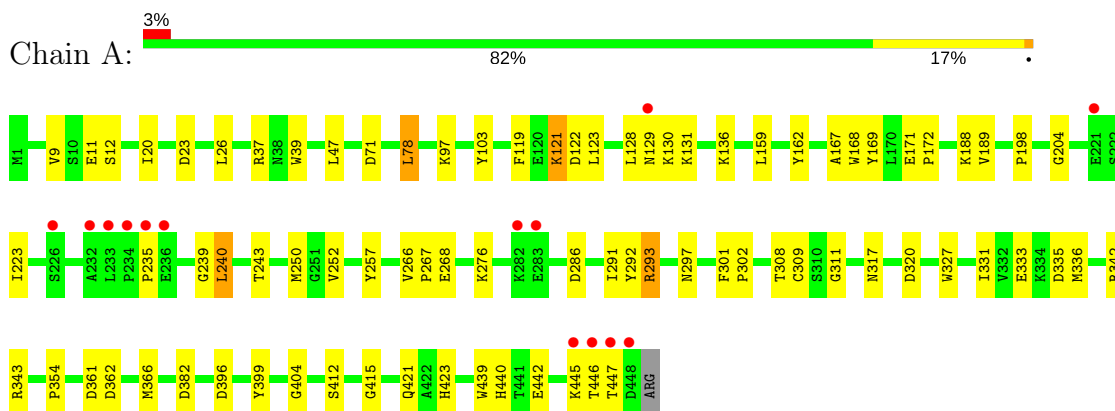 3%
Chain A:
82% 17% •
M1 V9 S10 E11 S12 I20 D23 L26 R37 N38 W39 L47 D71 L78 K97 Y103 F119 E120 K121 D122 L123 L128 N129 K130 K131 K136 L159 Y162 A167 W168 Y169 L170 E171 P172 K188 V189 P198 G204 E221 S222
I223 S226 A232 L233 P234 P235 E236 G239 L240 T243 M250 G251 V252 Y257 V266 P267 E268 K276 K282 E283 D286 I291 Y292 R293 N297 F301 P302 T308 C309 S310 G311 N317 D320 W327 I331 V332 E333 K334 D335 M336 R342
R343 P354 D361 D362 M366 D382 D396 Y399 G404 S412 G415 Q421 A422 H423 W439 H440 T441 E442 K445 T446 T447 D448 ARG